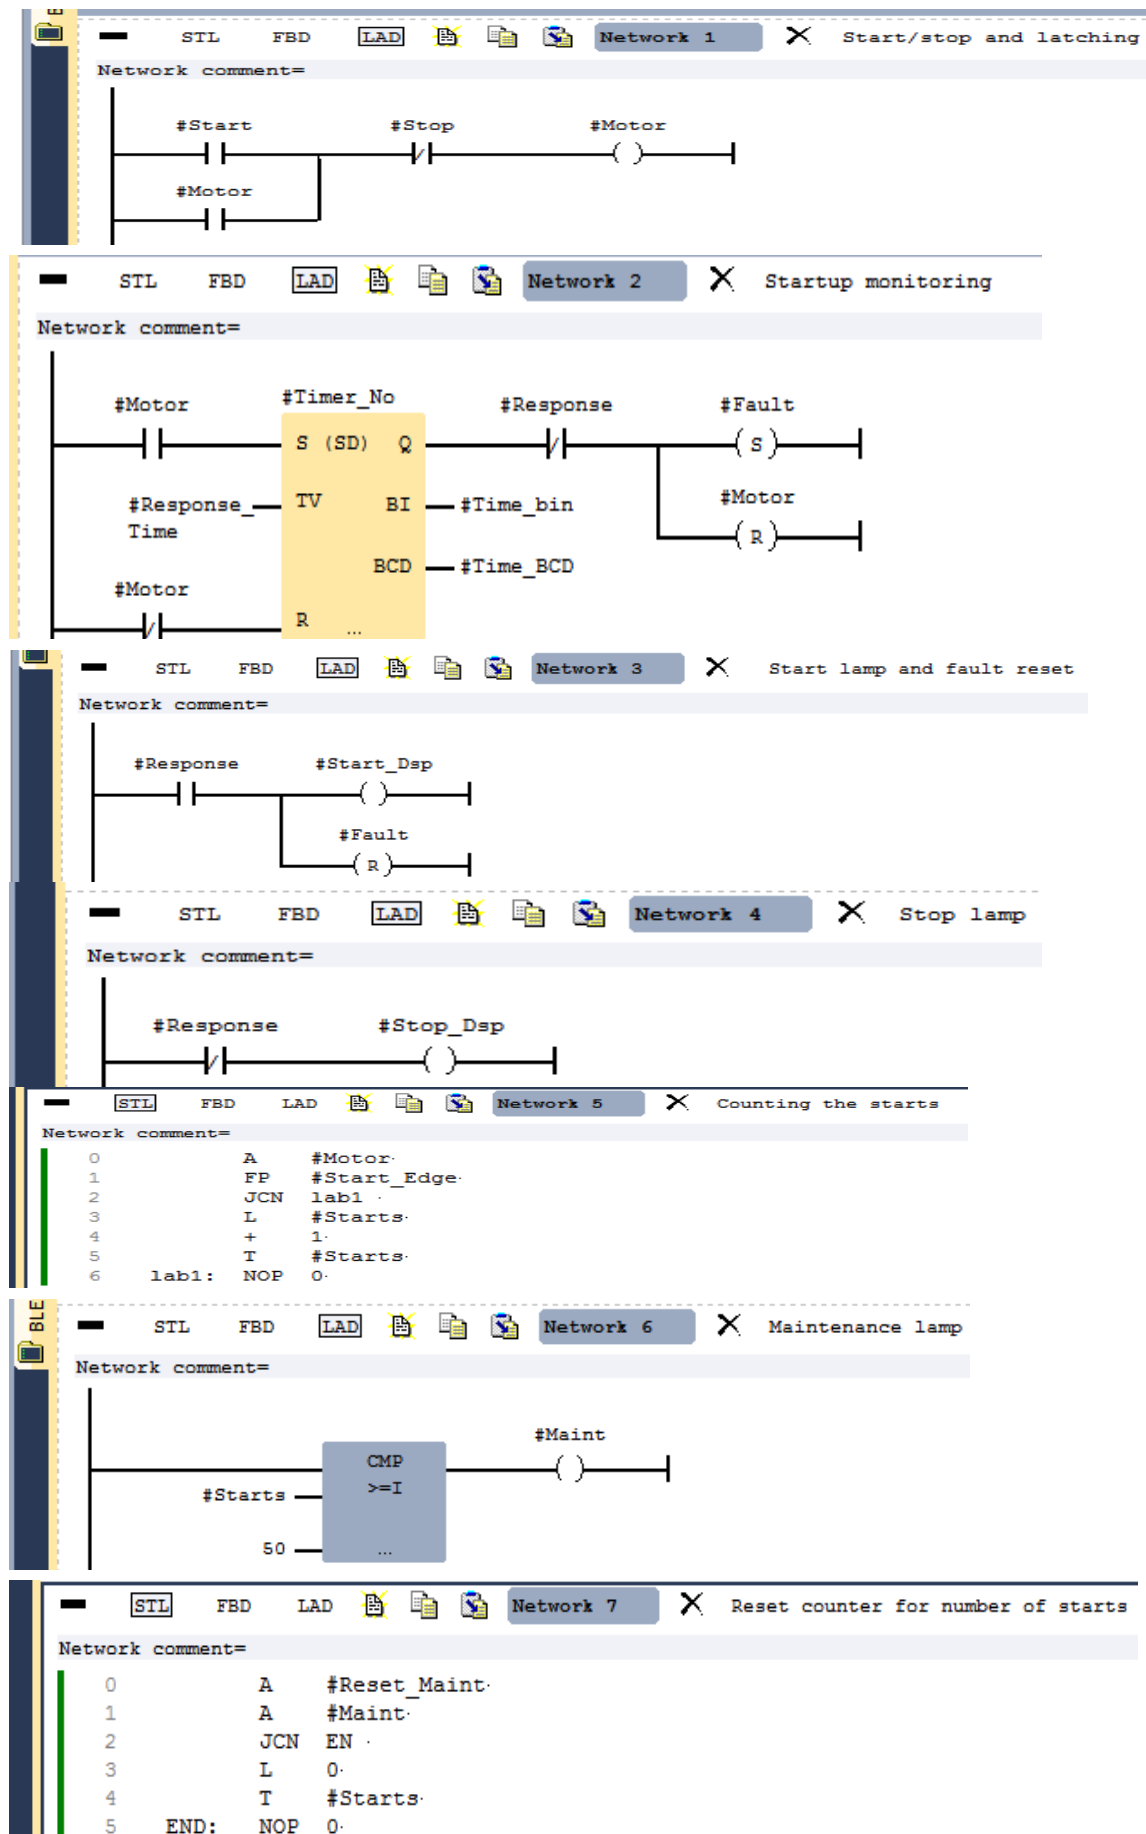 STL FBD LAD Network 1 Start/stop and latching
Network comment=
#Start #Stop #Motor
#Motor
STL FBD LAD Network 2 Startup monitoring
Network comment=
#Motor #Timer_No #Response #Fault
S (SD) Q S
#Response_ TV BI #Time_bin #Motor
Time R
BCD #Time_BCD
#Motor
R ...
STL FBD LAD Network 3 Start lamp and fault reset
Network comment=
#Response #Start_Dsp
#Fault
R
STL FBD LAD Network 4 Stop lamp
Network comment=
#Response #Stop_Dsp
STL FBD LAD Network 5 Counting the starts
Network comment=
0 A #Motor
1 FP #Start_Edge
2 JCN lab1
3 L #Starts
4 + 1
5 T #Starts
6 lab1: NOP 0
BLE
STL FBD LAD Network 6 Maintenance lamp
Network comment=
#Maint
CMP
#Starts >=I
50 ...
STL FBD LAD Network 7 Reset counter for number of starts
Network comment=
0 A #Reset_Maint
1 A #Maint
2 JCN EN
3 L 0
4 T #Starts
5 END: NOP 0